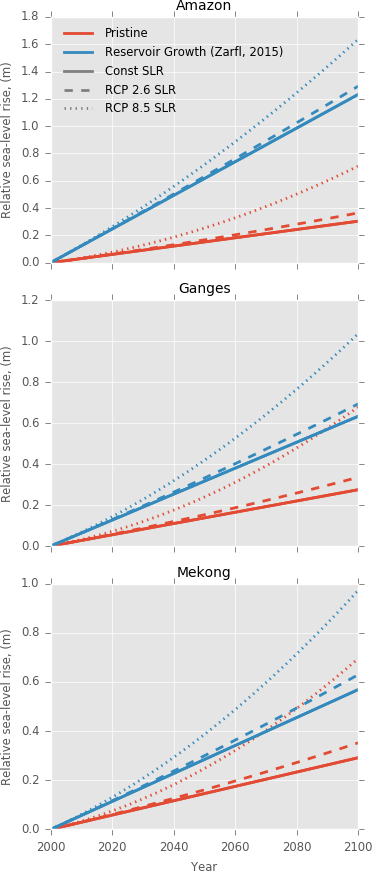 Amazon
Relative sea-level rise, (m)
1.8
1.6
1.4
1.2
1.0
0.8
0.6
0.4
0.2
0.0
Pristine
Reservoir Growth (Zarfl, 2015)
Const SLR
RCP 2.6 SLR
RCP 8.5 SLR
Ganges
Relative sea-level rise, (m)
1.2
1.0
0.8
0.6
0.4
0.2
0.0
Mekong
Relative sea-level rise, (m)
1.0
0.8
0.6
0.4
0.2
0.0
2000 2020 2040 2060 2080 2100
Year